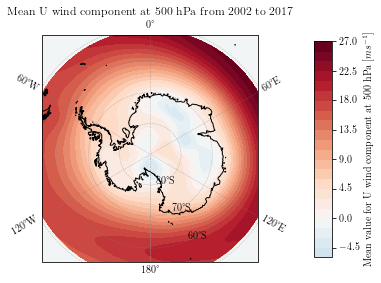 Mean U wind component at 500 hPa from 2002 to 2017
0°
60°W
60°E
80°S
70°S
60°S
120°W
120°E
180°
27.0
22.5
18.0
13.5
9.0
4.5
0.0
−4.5
Mean value for U wind component at 500 hPa [ms⁻¹]